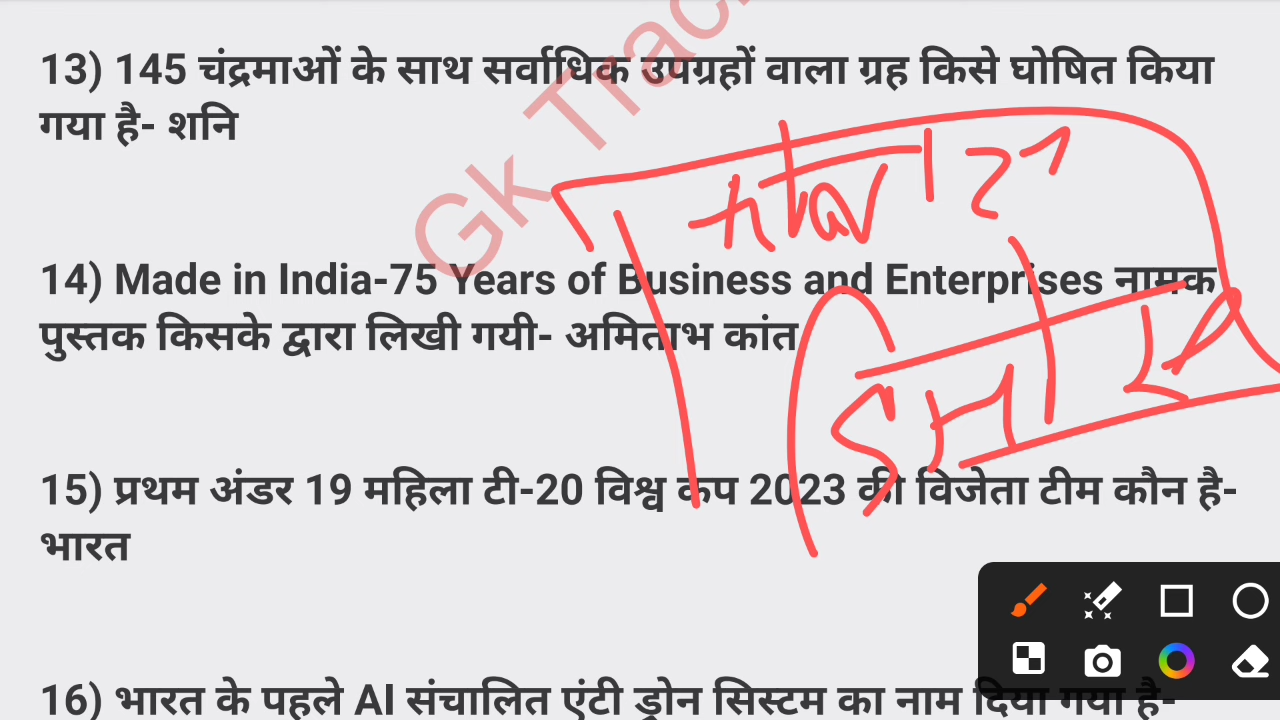 13) 145 चंद्रमाओं के साथ सर्वाधिक उपग्रहों वाला ग्रह किसे घोषित किया
गया है- शनि
Gk Trac
14) Made in India-75 Years of Business and Enterprises नामक
पुस्तक किसके द्वारा लिखी गयी- अमिताभ कांत
15) प्रथम अंडर 19 महिला टी-20 विश्व कप 2023 की विजेता टीम कौन है-
भारत
16) भारत के पहले AI संचालित एंटी ड्रोन सिस्टम का नाम दिया गया है-